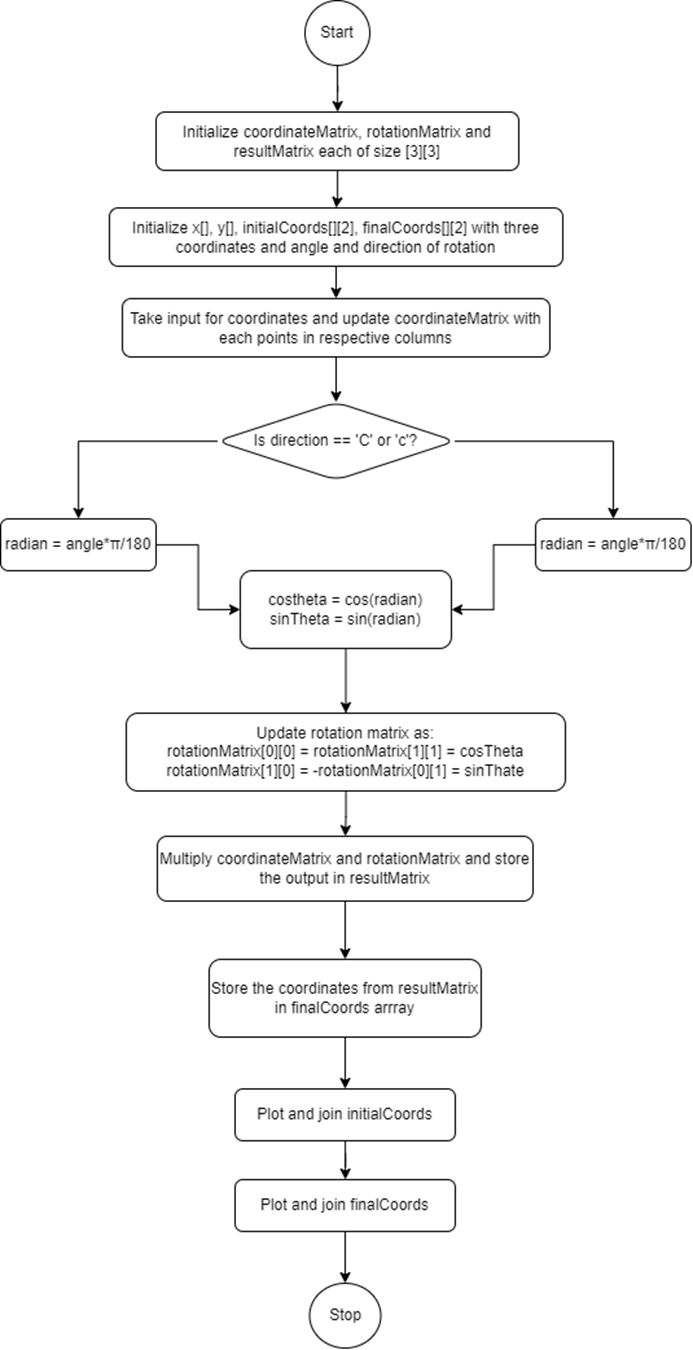 Start
Initialize coordinateMatrix, rotationMatrix and
resultMatrix each of size [3][3]
Initialize x[], y[], initialCoords[][2], finalCoords[][2] with three
coordinates and angle and direction of rotation
Take input for coordinates and update coordinateMatrix with
each points in respective columns
Is direction == 'C' or 'c'?
radian = angle*π/180
radian = angle*π/180
costheta = cos(radian)
sinTheta = sin(radian)
Update rotation matrix as:
rotationMatrix[0][0] = rotationMatrix[1][1] = cosTheta
rotationMatrix[1][0] = -rotationMatrix[0][1] = sinThate
Multiply coordinateMatrix and rotationMatrix and store
the output in resultMatrix
Store the coordinates from resultMatrix
in finalCoords arrray
Plot and join initialCoords
Plot and join finalCoords
Stop